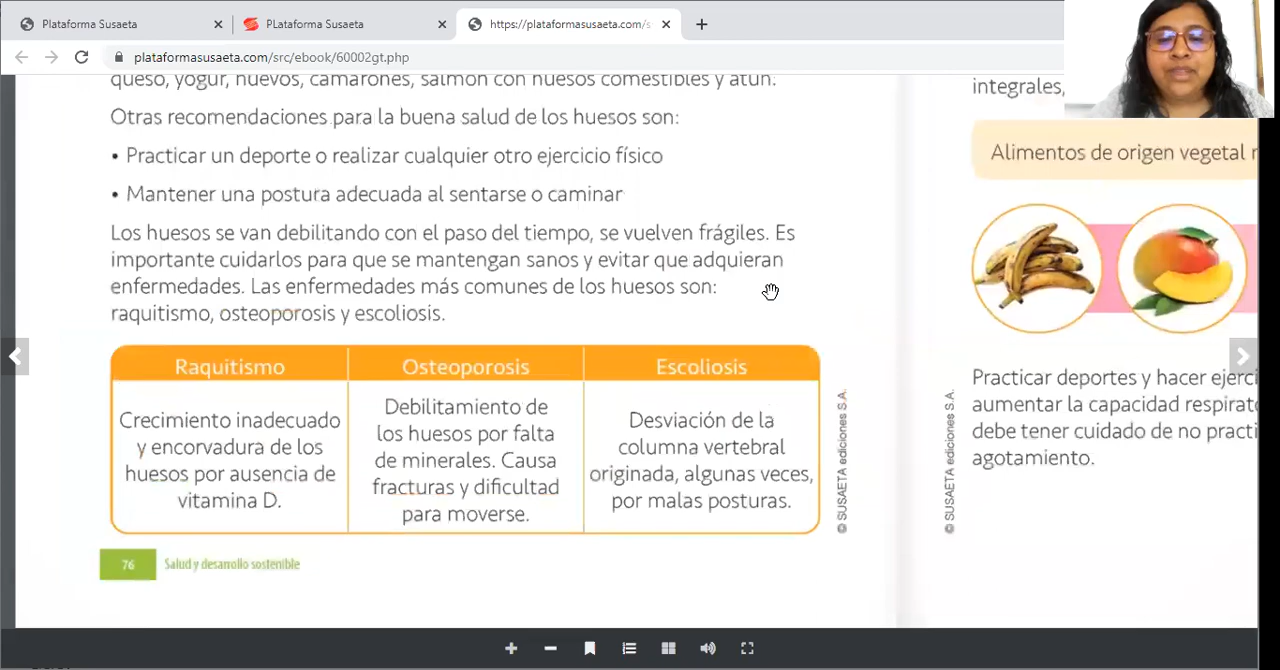 Plataforma Susaeta
PLataforma Susaeta
https://plataformasusaeta.com/s
plataformasusaeta.com/src/ebook/60002gt.php
queso, yogur, huevos, camarones, salmón con huesos comestibles y atún.
Otras recomendaciones para la buena salud de los huesos son:
• Practicar un deporte o realizar cualquier otro ejercicio físico
• Mantener una postura adecuada al sentarse o caminar
Los huesos se van debilitando con el paso del tiempo, se vuelven frágiles. Es
importante cuidarlos para que se mantengan sanos y evitar que adquieran
enfermedades. Las enfermedades más comunes de los huesos son:
raquitismo, osteoporosis y escoliosis.
Raquitismo
Crecimiento inadecuado
y encorvadura de los
huesos por ausencia de
vitamina D.
Osteoporosis
Debilitamiento de
los huesos por falta
de minerales. Causa
fracturas y dificultad
para moverse.
Escoliosis
Desviación de la
columna vertebral
originada, algunas veces,
por malas posturas.
© SUSAETA ediciones S.A.
76 Salud y desarrollo sostenible
integrales,
Alimentos de origen vegetal
Practicar deportes y hacer
aumentar la capacidad
debe tener cuidado de no
agotamiento.
© SUSAETA ediciones S.A.